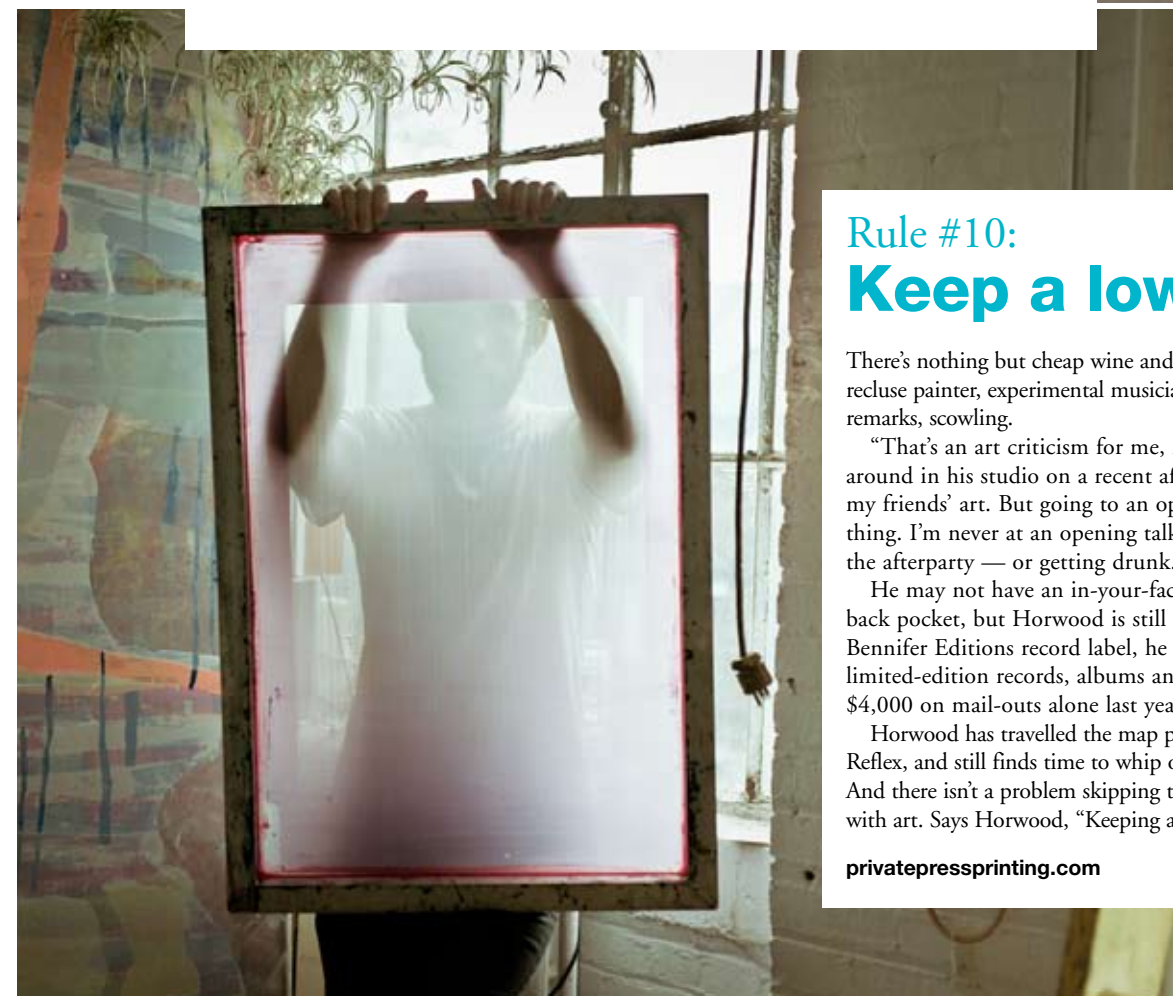 Rule #10:
Keep a low
There’s nothing but cheap wine and
recluse painter, experimental musicia
remarks, scowling.
“That’s an art criticism for me,
around in his studio on a recent af
my friends’ art. But going to an op
thing. I’m never at an opening talk
the afterparty — or getting drunk.
He may not have an in-your-fac
back pocket, but Horwood is still
Bennifer Editions record label, he
limited-edition records, albums an
$4,000 on mail-outs alone last yea
Horwood has travelled the map p
Reflex, and still finds time to whip o
And there isn’t a problem skipping t
with art. Says Horwood, “Keeping a
privatepressprinting.com